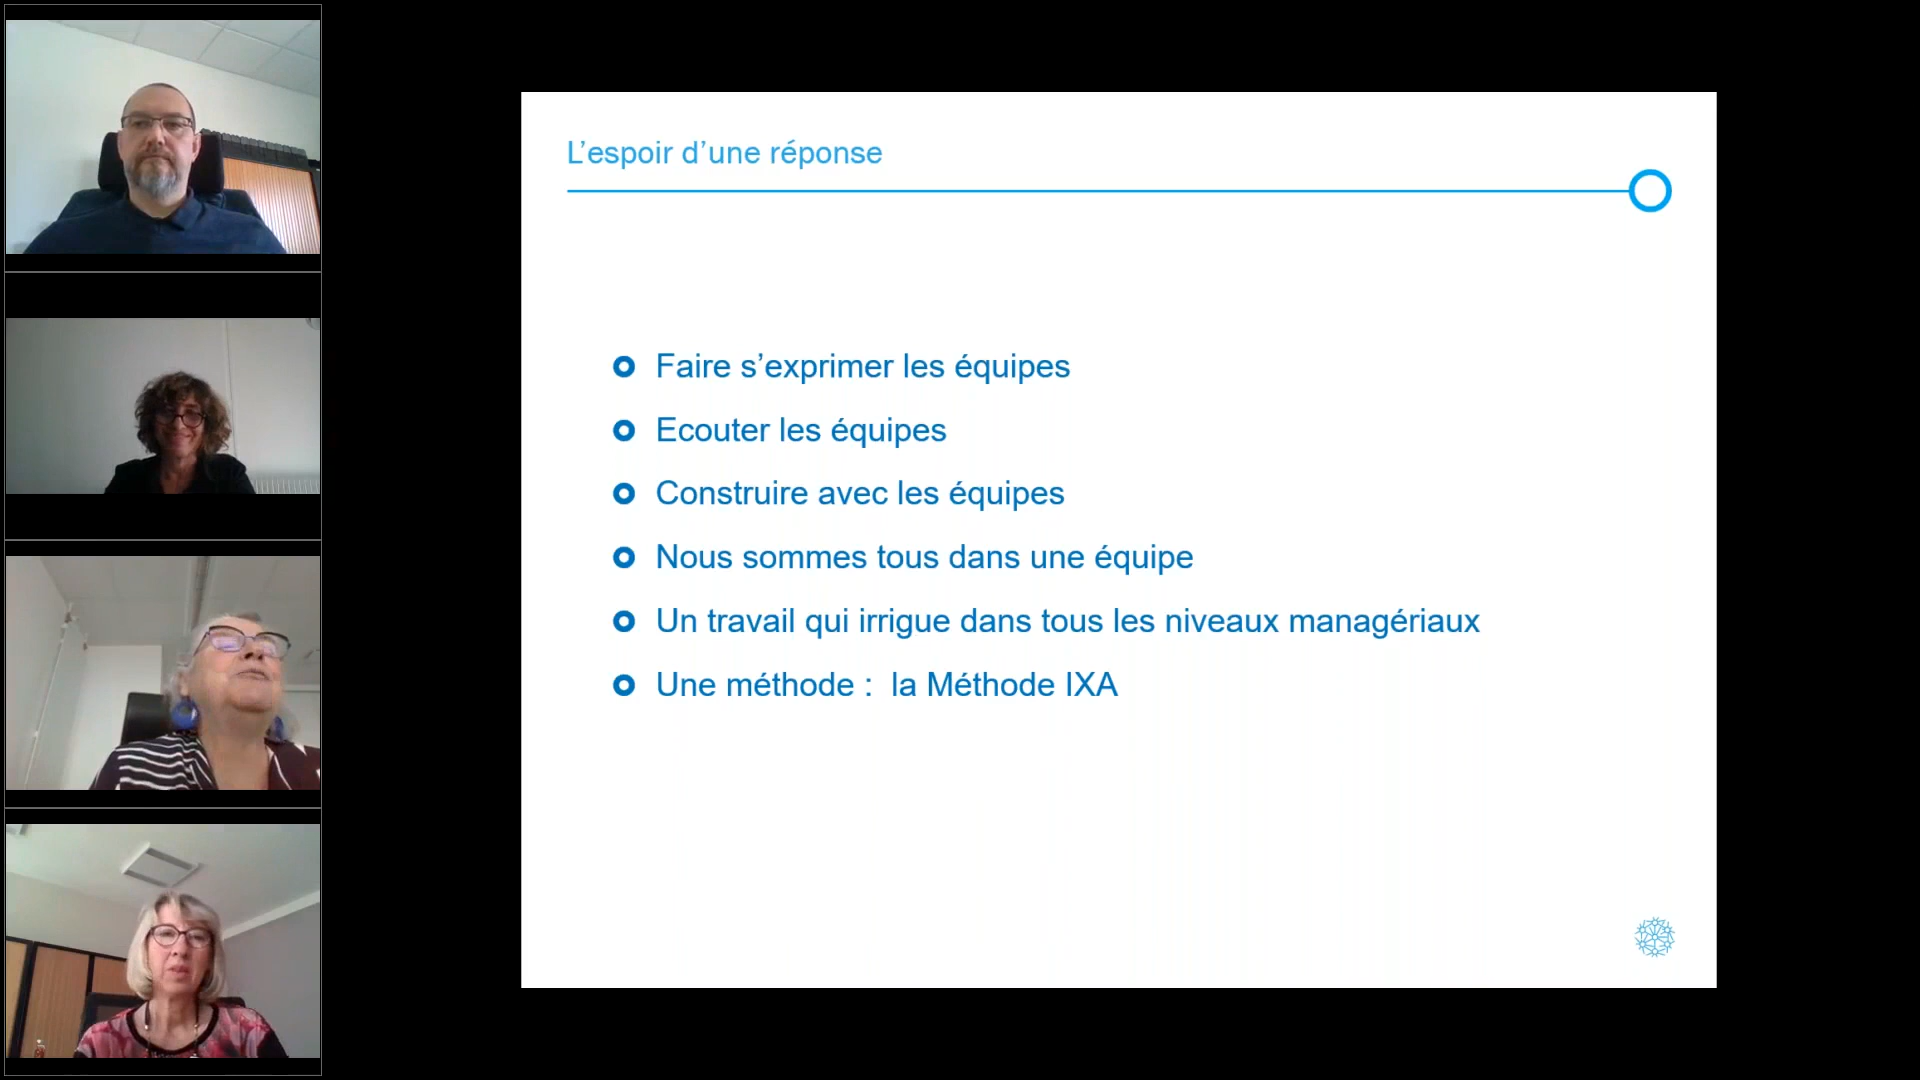 L’espoir d’une réponse
Faire s’exprimer les équipes
Ecouter les équipes
Construire avec les équipes
Nous sommes tous dans une équipe
Un travail qui irrigue dans tous les niveaux managériaux
Une méthode :  la Méthode IXA